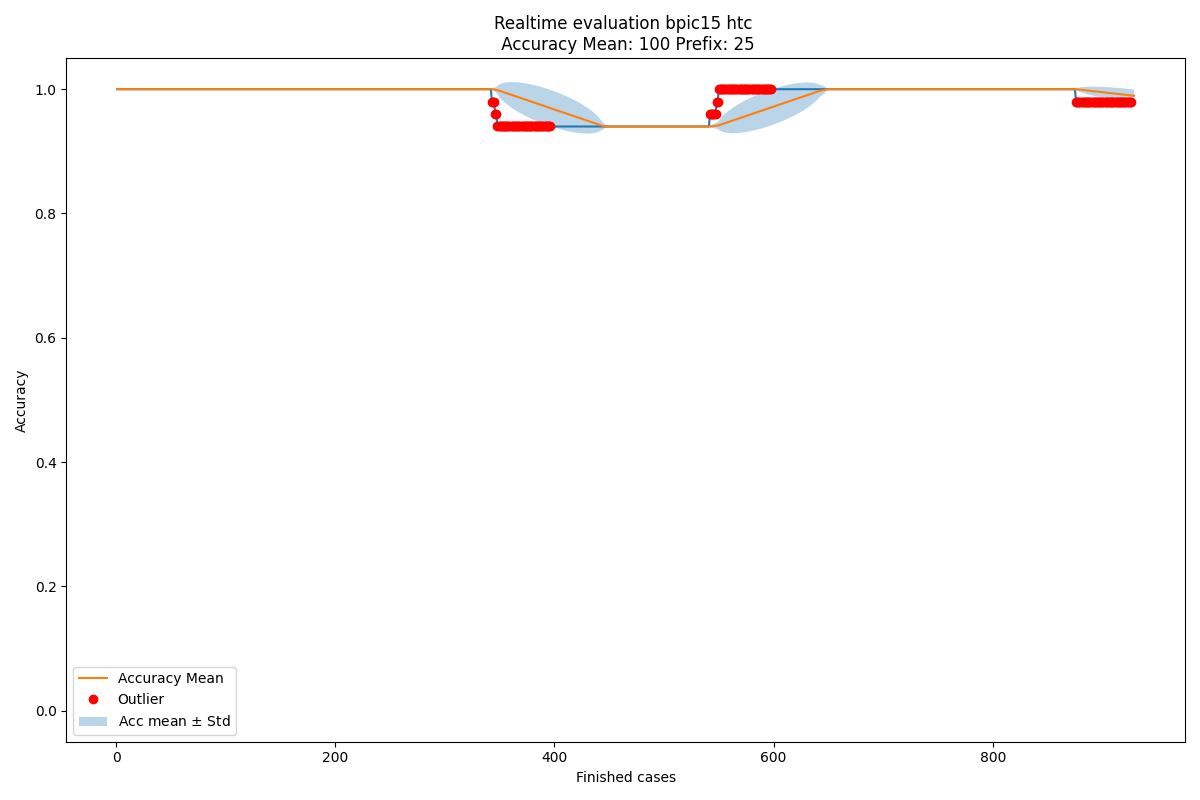 Realtime evaluation bpic15 htc
Accuracy Mean: 100 Prefix: 25
1.0
0.8
0.6
0.4
0.2
0.0
Accuracy
Accuracy Mean
Outlier
Acc mean ± Std
0
200
400
600
800
Finished cases